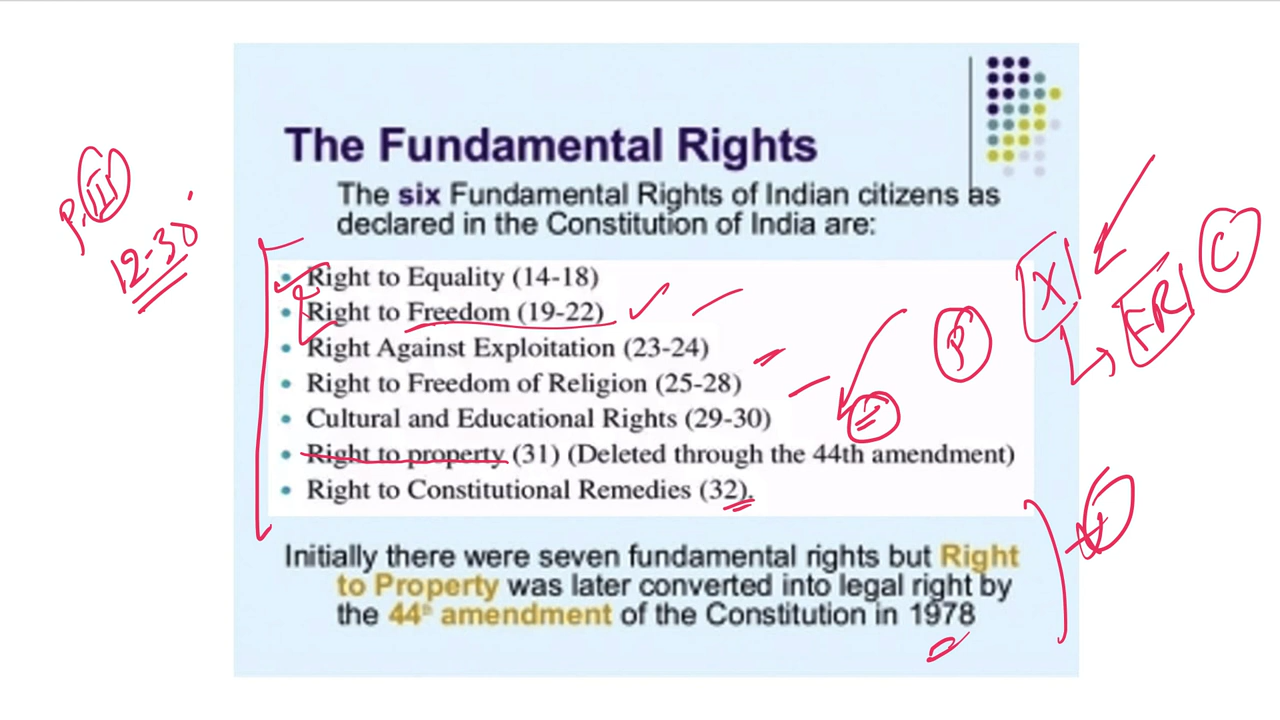 The Fundamental Rights
The six Fundamental Rights of Indian citizens as
declared in the Constitution of India are:
• Right to Equality (14-18)
• Right to Freedom (19-22)
• Right Against Exploitation (23-24)
• Right to Freedom of Religion (25-28)
• Cultural and Educational Rights (29-30)
• Right to property (31) (Deleted through the 44th amendment)
• Right to Constitutional Remedies (32).
Initially there were seven fundamental rights but Right
to Property was later converted into legal right by
the 44th amendment of the Constitution in 1978
P. III
12-30
X
FR
C
P